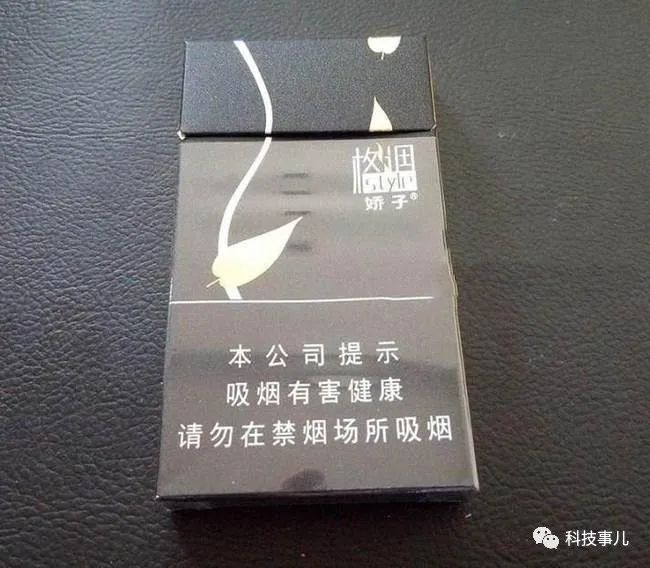 格调
style
娇子®
本公司提示
吸烟有害健康
请勿在禁烟场所吸烟
科技事儿